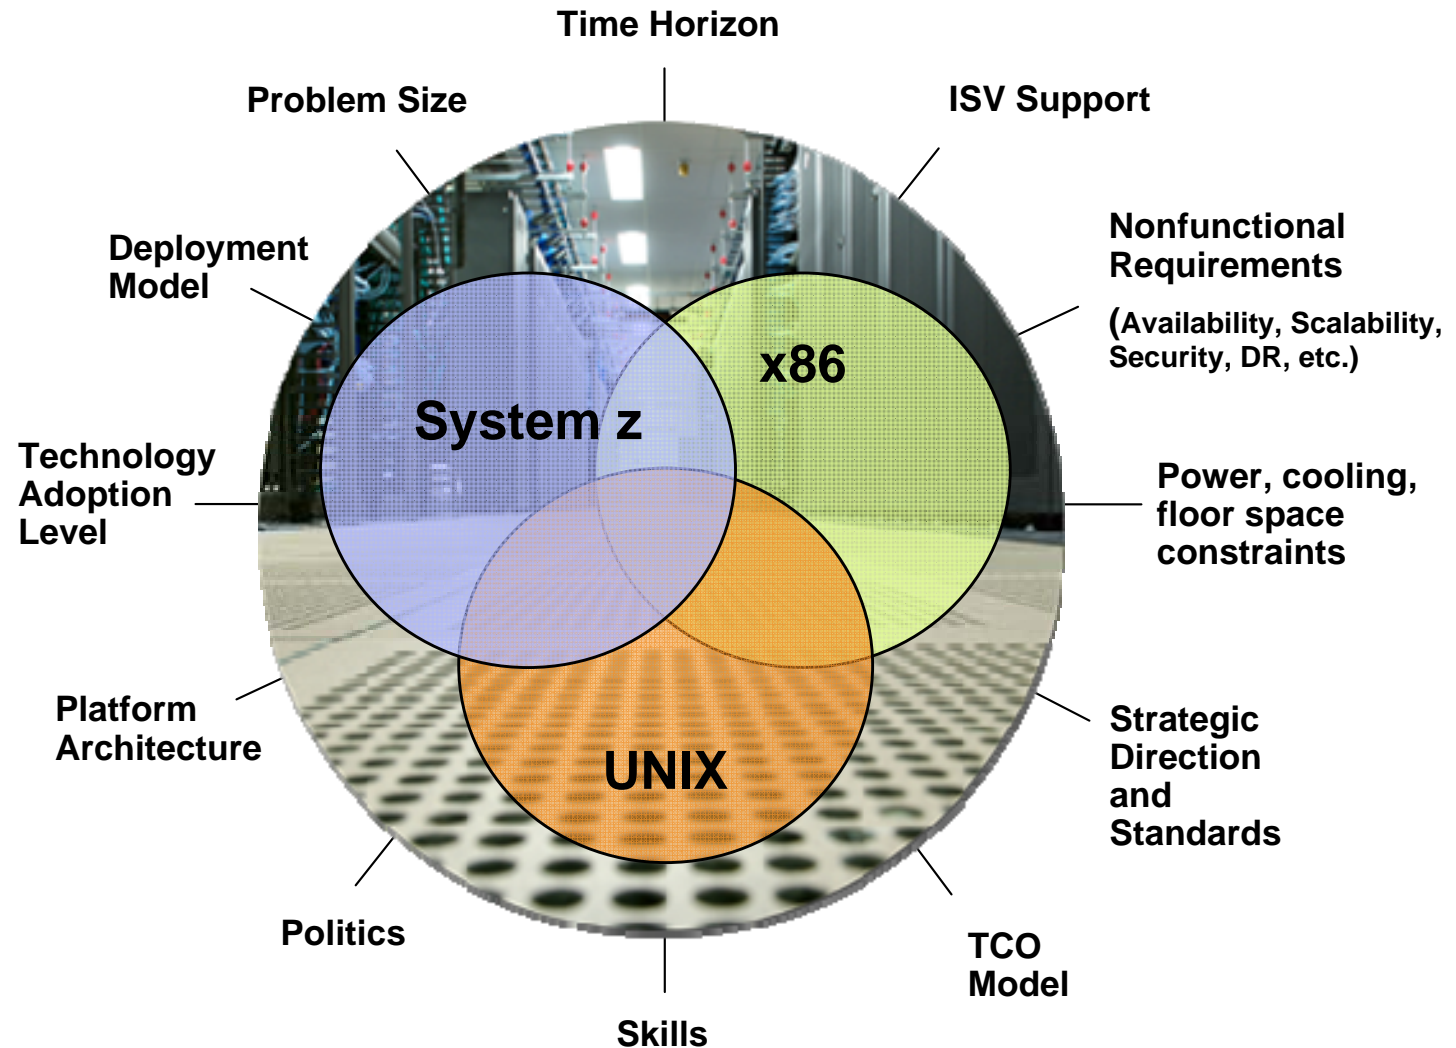 Time Horizon
Problem Size
ISV Support
Deployment
Model
Nonfunctional
Requirements
(Availability, Scalability,
Security, DR, etc.)
x86
System z
Technology
Adoption
Level
Power, cooling,
floor space
constraints
Platform
Architecture
Strategic
Direction
and
Standards
UNIX
Politics
TCO
Model
Skills